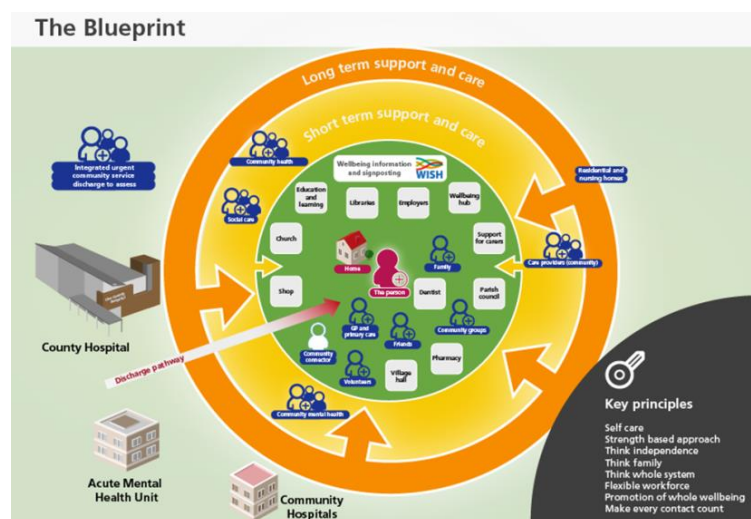 The Blueprint
Long term support and care
Short term support and care
Integrated urgent
community service
discharge to assess
Community health
Wellbeing information
and signposting
WISH
Residential and
nursing homes
Education
and
learning
Libraries
Employers
Wellbeing
hub
Social care
Church
Support
for carers
Home
Family
Care providers (community)
The person
Shop
Dentist
Parish
council
County Hospital
GP and
primary care
Friends
Community groups
Community
connector
Discharge pathway
Volunteers
Village
hall
Pharmacy
Community mental health
Acute Mental
Health Unit
Community
Hospitals
Key principles
Self care
Strength based approach
Think independence
Think family
Think whole system
Flexible workforce
Promotion of whole wellbeing
Make every contact count